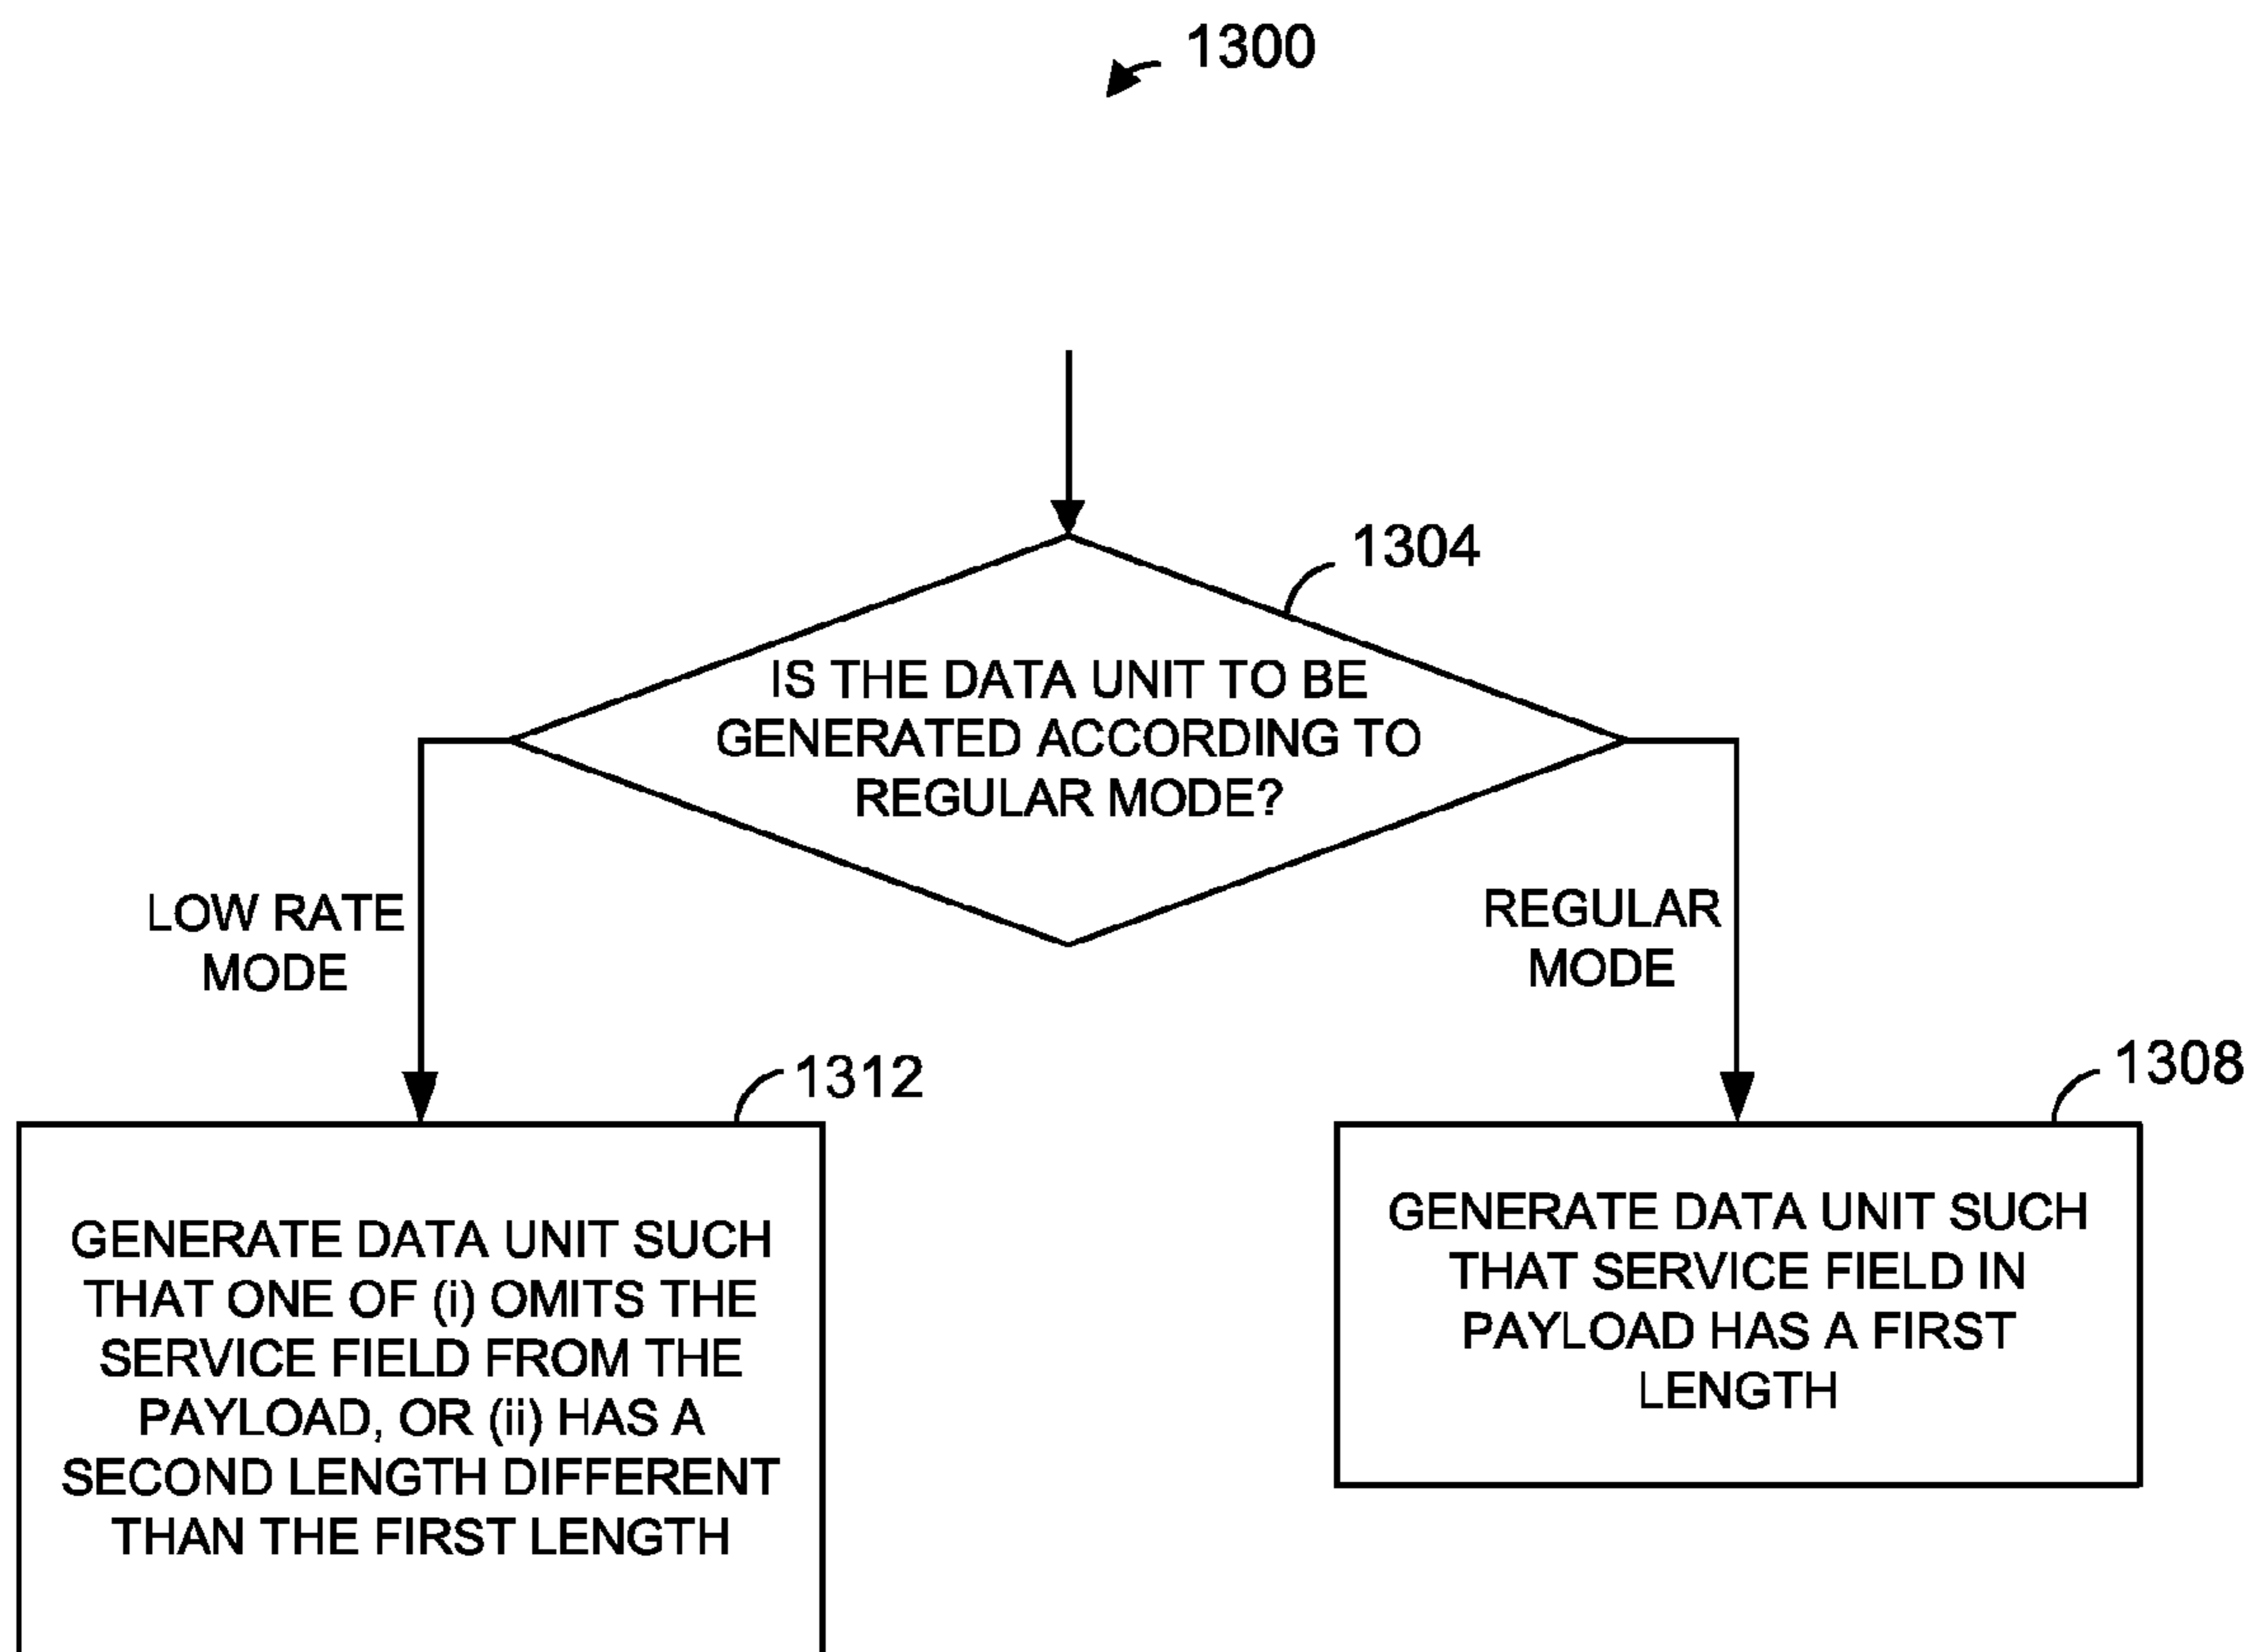 1300
1304
IS THE DATA UNIT TO BE
GENERATED ACCORDING TO
REGULAR MODE?
LOW RATE
MODE
REGULAR
MODE
1312
1308
GENERATE DATA UNIT SUCH
THAT ONE OF (i) OMITS THE
SERVICE FIELD FROM THE
PAYLOAD, OR (ii) HAS A
SECOND LENGTH DIFFERENT
THAN THE FIRST LENGTH
GENERATE DATA UNIT SUCH
THAT SERVICE FIELD IN
PAYLOAD HAS A FIRST
LENGTH